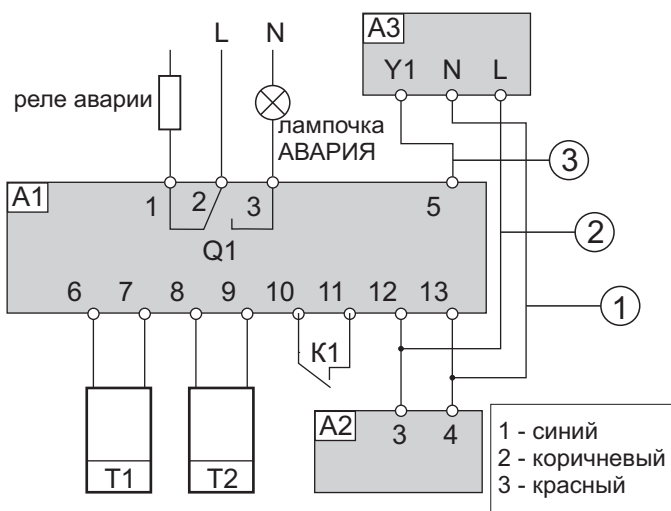 L N
A3
Y1 N L
реле аварии
лампочка
АВАРИЯ
3
A1
1 2 3 5
Q1
2
6 7 8 9 10 11 12 13
1
К1
A2
3 4
T1 T2
1 - синий
2 - коричневый
3 - красный